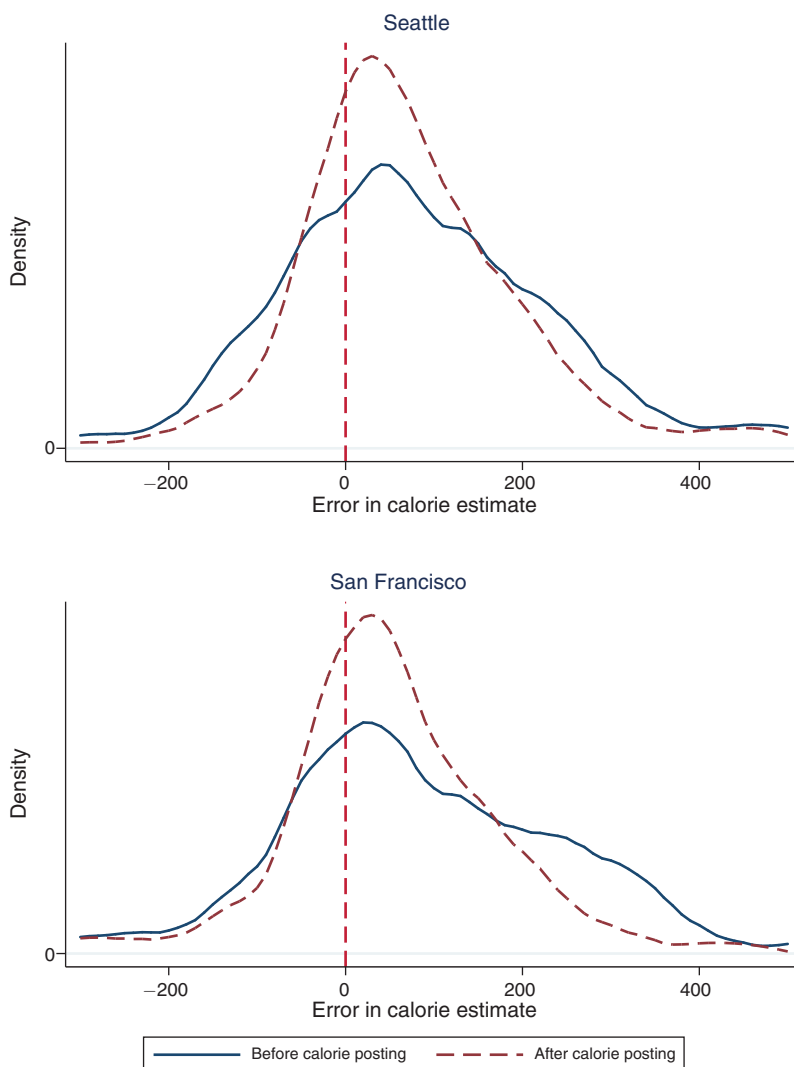 Seattle
Density
0
−200 0 200 400
Error in calorie estimate
San Francisco
Density
0
−200 0 200 400
Error in calorie estimate
Before calorie posting After calorie posting